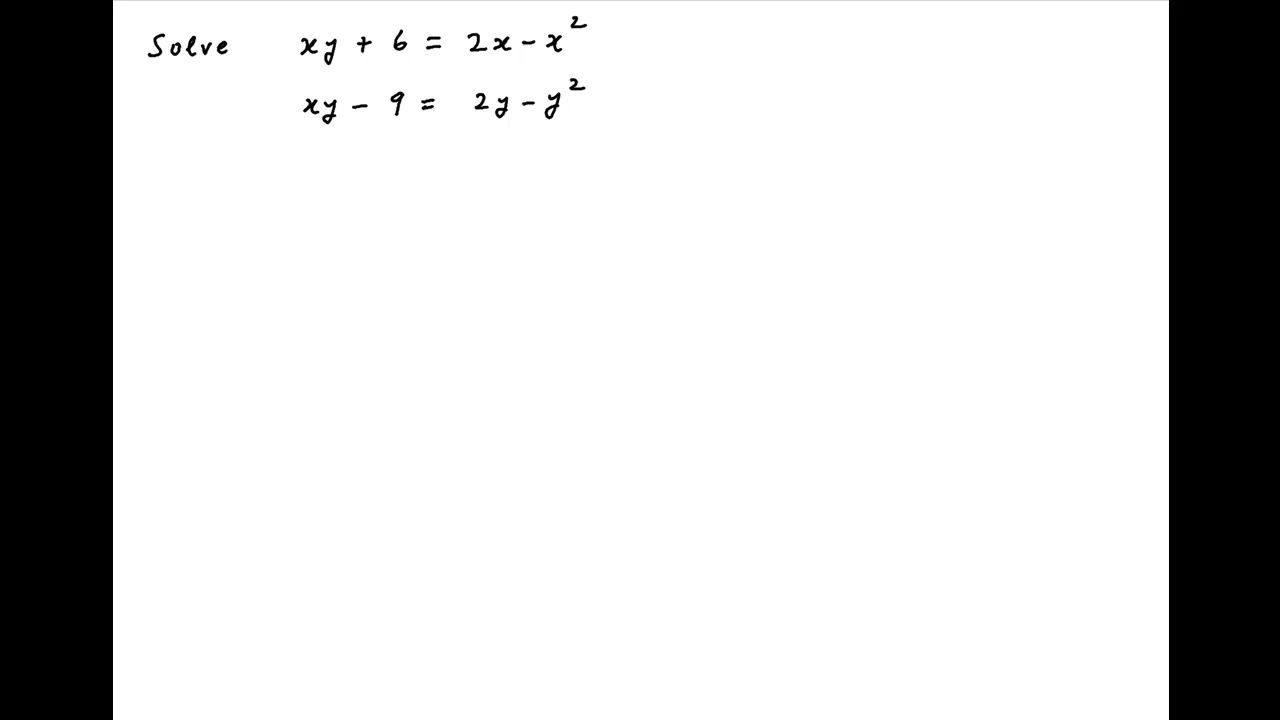 Solve xy + 6 = 2x - x²
xy - 9 = 2y - y²